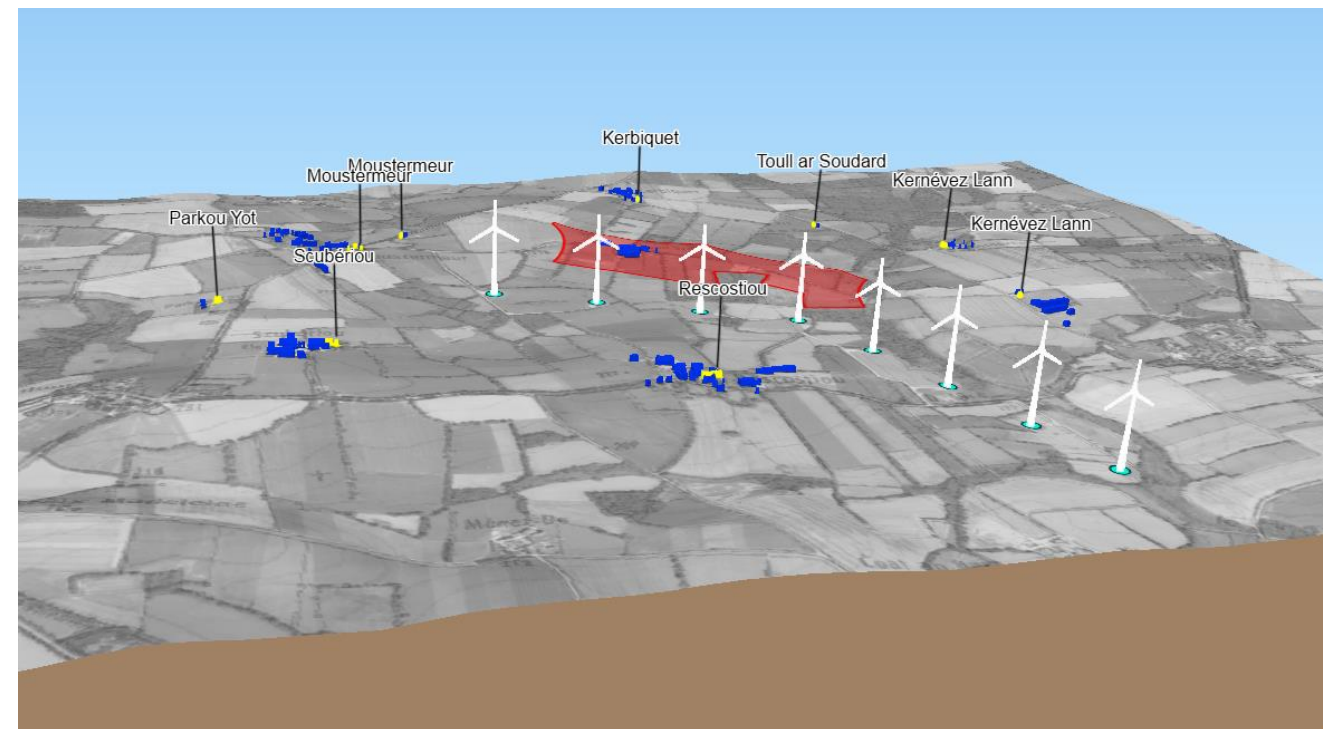 Kerbiquet
Moustermeur
Toull ar Soudard
Moustermeur
Kernévez Lann
Parkou Yot
Kernévez Lann
Scubériou
Rescostiou